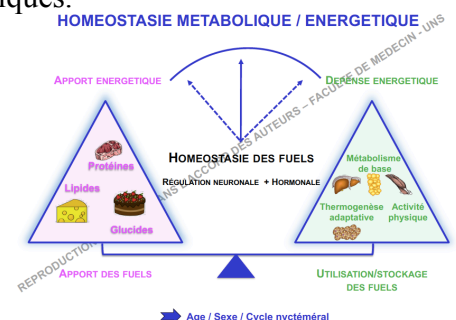 iques.
HOMEOSTASIE METABOLIQUE / ENERGETIQUE
APPORT ENERGETIQUE
DEPENSE ENERGETIQUE
HOMEOSTASIE DES FUELS
RÉGULATION NEURONALE + HORMONALE
Protéines
Lipides
Glucides
Métabolisme
de base
Thermogenèse
adaptative
Activité
physique
APPORT DES FUELS
UTILISATION/STOCKAGE
DES FUELS
Age / Sexe / Cycle nycthéméral
REPRODUCTION SANS L'ACCORD DES AUTEURS – FACULTE DE MEDECIN - UNS